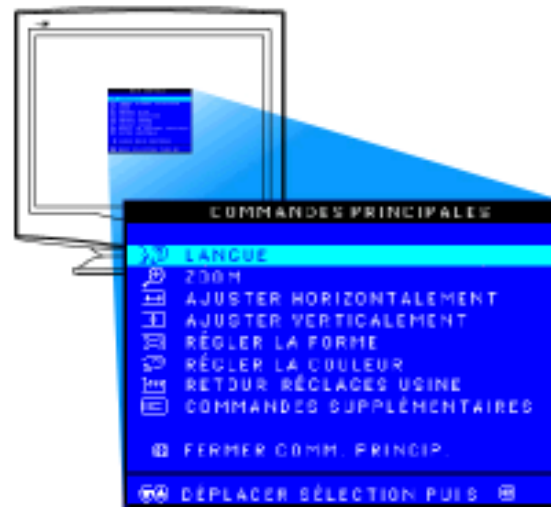 COMMANDES PRINCIPALES
LANGUE
ZOOM
AJUSTER HORIZONTALEMENT
AJUSTER VERTICALEMENT
RÉGLER LA FORME
RÉGLER LA COULEUR
RETOUR RÉGLAGES USINE
COMMANDES SUPPLÉMENTAIRES
FERMER COMM. PRINCIP.
DÉPLACER SÉLECTION PUIS